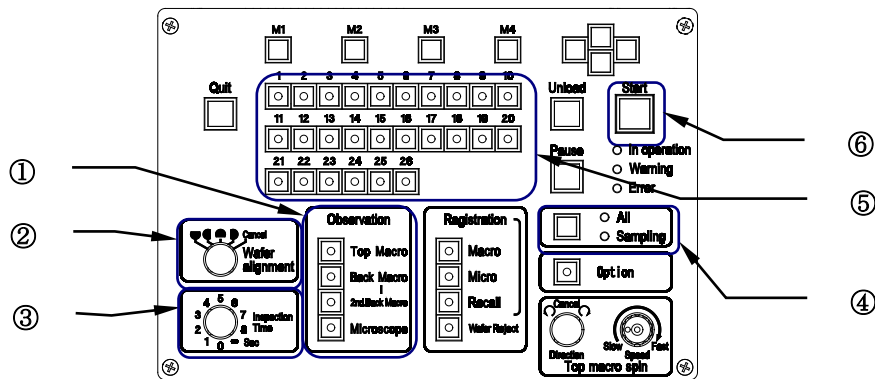 M1 M2 M3 M4
Quit
1 2 3 4 5 6 7 8 9 10
11 12 13 14 15 16 17 18 19 20
21 22 23 24 25 26
Unload
Start
Pause
In operation
Warning
Error
①
②
③
④
⑤
⑥
Cancel
Wafer
alignment
3 4 5 6 7
2 8
1 0 ∞
Inspection
Time
Sec
Observation
Top Macro
Back Macro
2nd.Back Macro
Microscope
Ragistration
Macro
Micro
Recall
Wafer Reject
All
Sampling
Option
Cancel
Direction
Slow Fast
Speed
Top macro spin